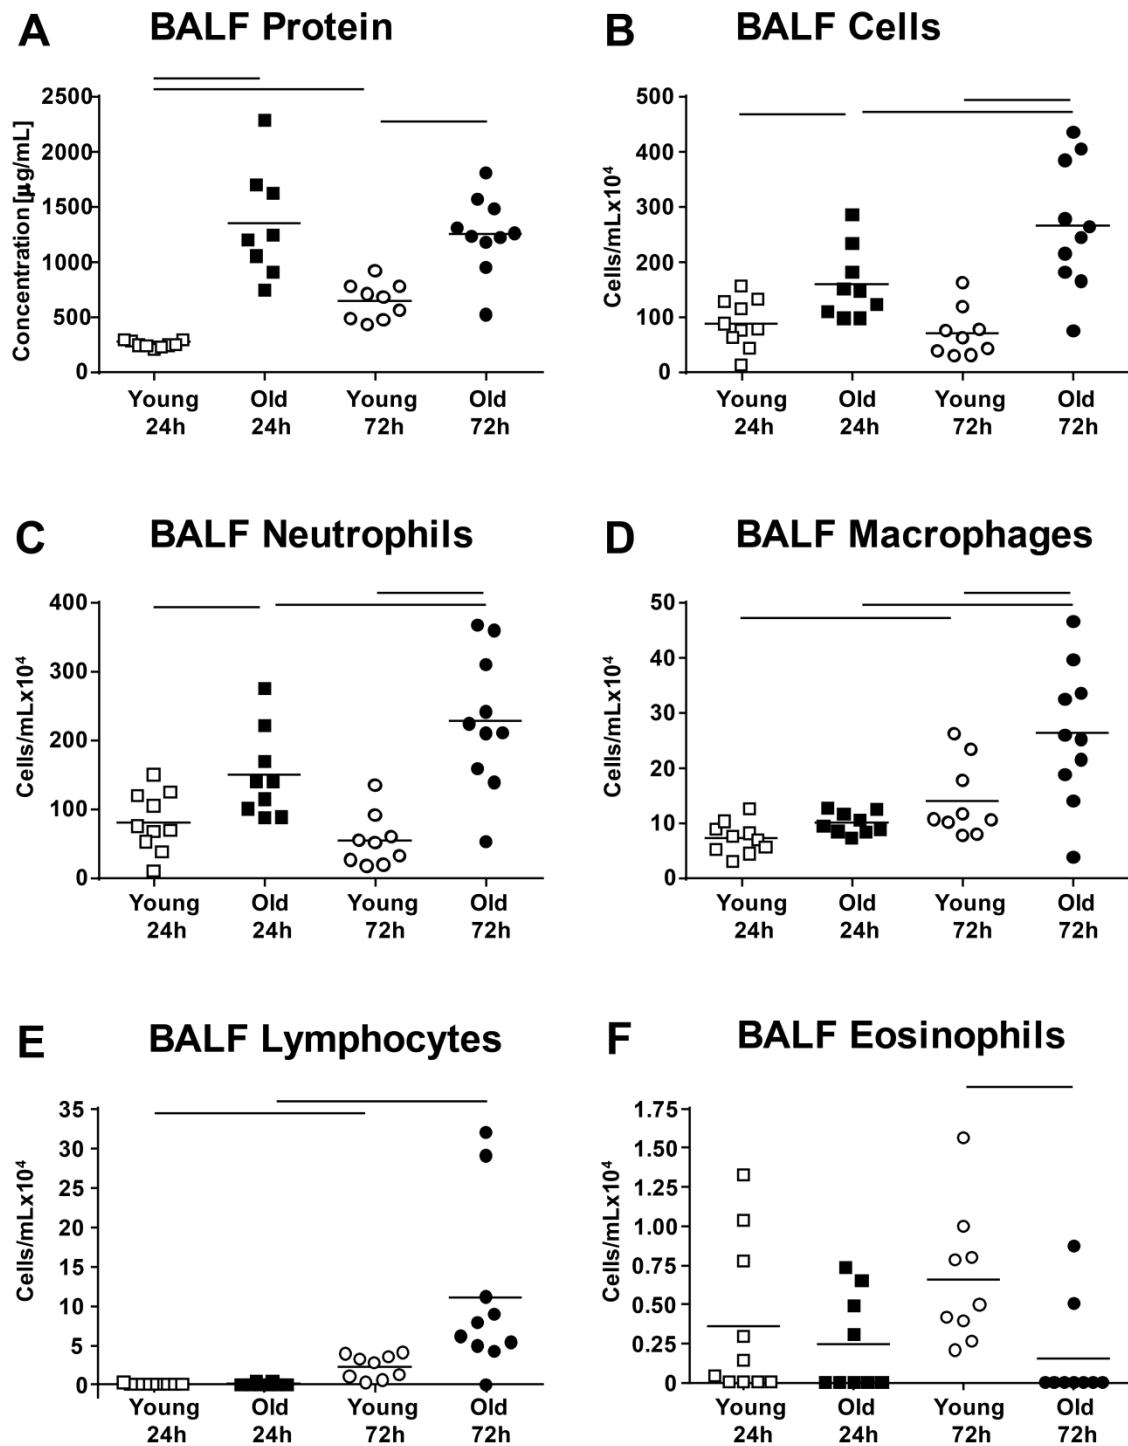 A BALF Protein
Concentration [µg/mL]
2500
2000
1500
1000
500
0
Young Old Young Old
24h 24h 72h 72h
B BALF Cells
Cells/mLx10⁴
500
400
300
200
100
0
Young Old Young Old
24h 24h 72h 72h
C BALF Neutrophils
Cells/mLx10⁴
400
300
200
100
0
Young Old Young Old
24h 24h 72h 72h
D BALF Macrophages
Cells/mLx10⁴
50
40
30
20
10
0
Young Old Young Old
24h 24h 72h 72h
E BALF Lymphocytes
Cells/mLx10⁴
35
30
25
20
15
10
5
0
Young Old Young Old
24h 24h 72h 72h
F BALF Eosinophils
Cells/mLx10⁴
1.75
1.50
1.25
1.00
0.75
0.50
0.25
0
Young Old Young Old
24h 24h 72h 72h